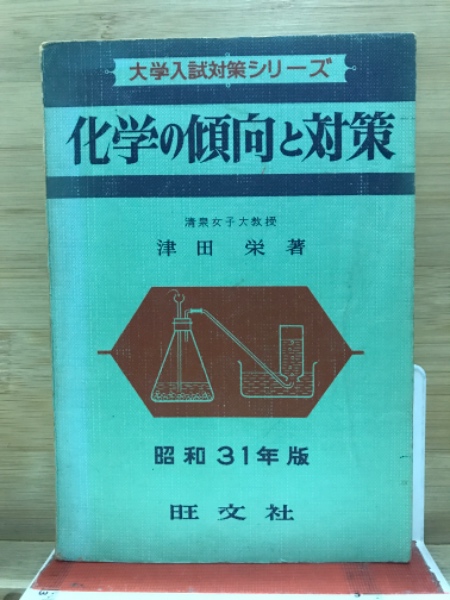 大学入試対策シリーズ
化学の傾向と対策
清泉女子大教授
津田栄著
昭和31年版
旺文社